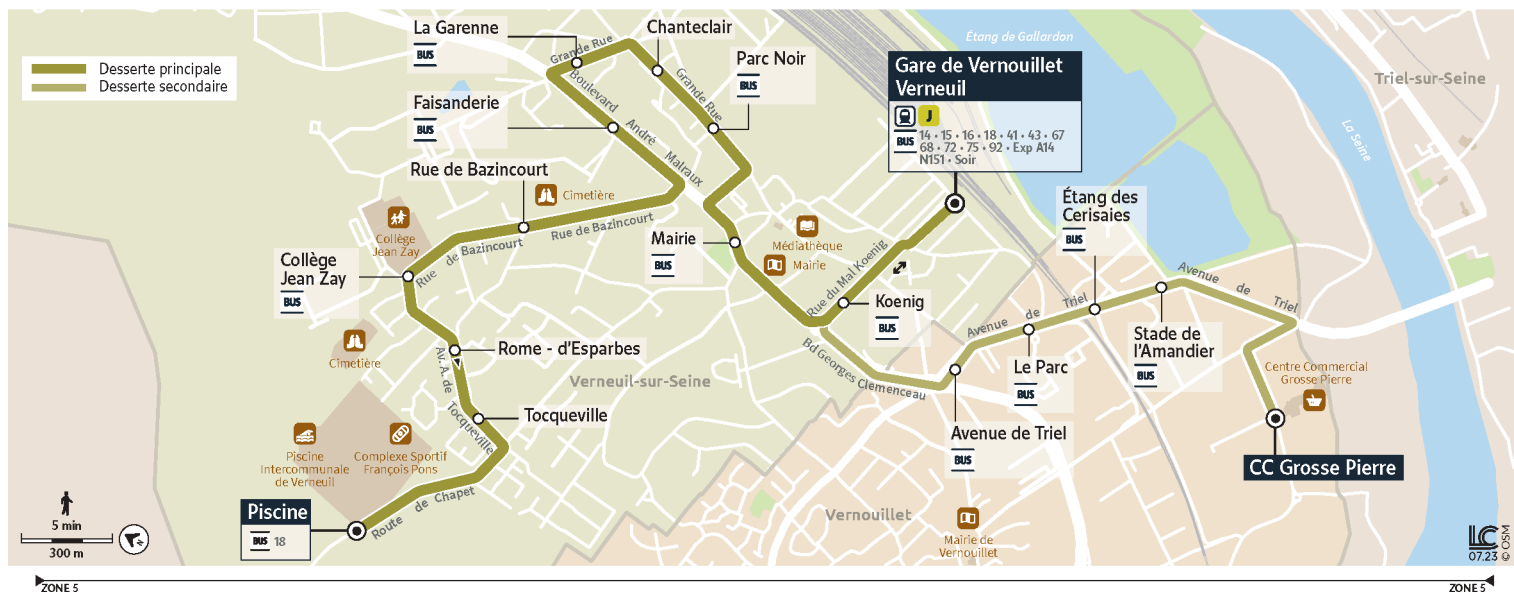 Desserte principale
Desserte secondaire
La Garenne
BUS
Chanteclair
Parc Noir
BUS
Grande Rue
Grande Rue
Boulevard André Malraux
Faisanderie
BUS
Rue de Bazincourt
Cimetière
Rue de Bazincourt
Rue de Bazincourt
Collège
Jean Zay
Collège
Jean Zay
BUS
Cimetière
Rome - d'Esparbes
Av. A. de Tocqueville
Tocqueville
Piscine
Intercommunale
de Verneuil
Complexe Sportif
François Pons
Route de Chapet
Piscine
BUS 18
5 min
300 m
Mairie
BUS
Médiathèque
Mairie
Verneuil-sur-Seine
Étang de Gallardon
Gare de Vernouillet
Verneuil
J
BUS
14 • 15 • 16 • 18 • 41 • 43 • 67
68 • 72 • 75 • 92 • Exp A14
N151 • Soir
Rue du Mal Koenig
Koenig
BUS
Bd Georges Clemenceau
Avenue de Triel
BUS
Avenue de Triel
Le Parc
BUS
Étang des
Cerisaies
BUS
Stade de
l'Amandier
BUS
Avenue de Triel
Centre Commercial
Grosse Pierre
CC Grosse Pierre
Triel-sur-Seine
La Seine
Vernouillet
Mairie de
Vernouillet
LC
07.23
© OSM
ZONE 5
ZONE 5